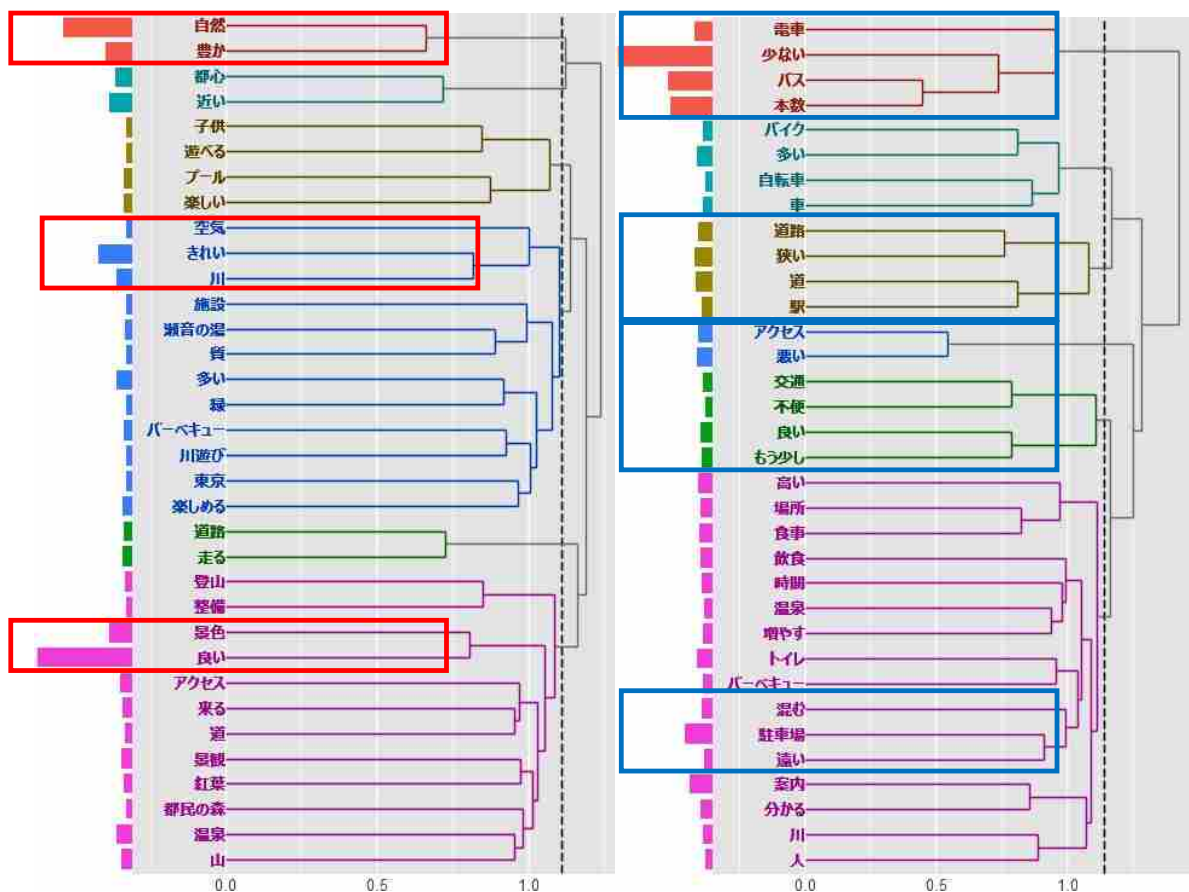 自然
豊か
都心
近い
子供
遊べる
プール
楽しい
空気
きれい
川
施設
瀬音の湯
質
多い
緑
バーベキュー
川遊び
東京
楽しめる
道路
走る
登山
整備
景色
良い
アクセス
来る
道
景観
紅葉
都民の森
温泉
山
0.0 0.5 1.0
電車
少ない
バス
本数
バイク
多い
自転車
車
道路
狭い
道
駅
アクセス
悪い
交通
不便
良い
もう少し
高い
場所
食事
飲食
時間
温泉
増やす
トイレ
バーベキュー
混む
駐車場
遠い
案内
分かる
川
人
0.0 0.5 1.0